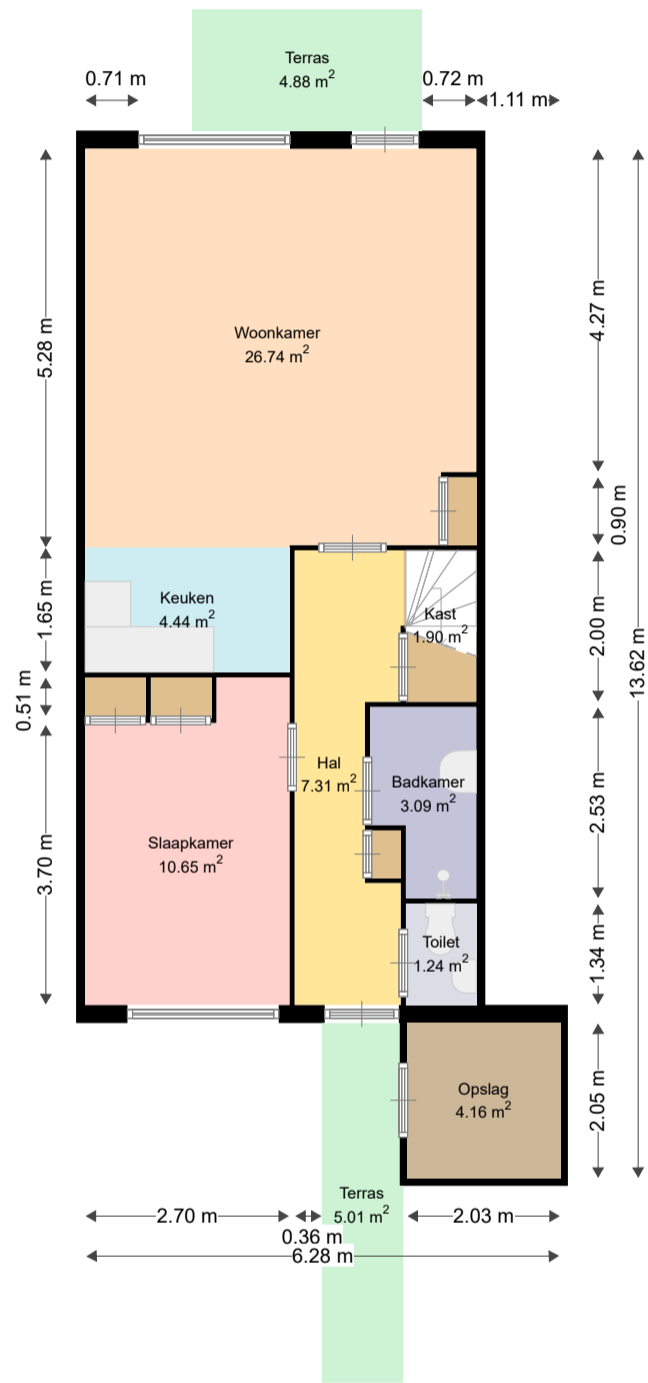 Terras
4.88 m²
0.71 m
0.72 m
1.11 m
5.28 m
4.27 m
Woonkamer
26.74 m²
0.90 m
1.65 m
Keuken
4.44 m²
Kast
1.90 m²
2.00 m
13.62 m
0.51 m
Hal
7.31 m²
Badkamer
3.09 m²
2.53 m
Slaapkamer
10.65 m²
3.70 m
Toilet
1.24 m²
1.34 m
Opslag
4.16 m²
2.05 m
Terras
5.01 m²
2.70 m
2.03 m
0.36 m
6.28 m